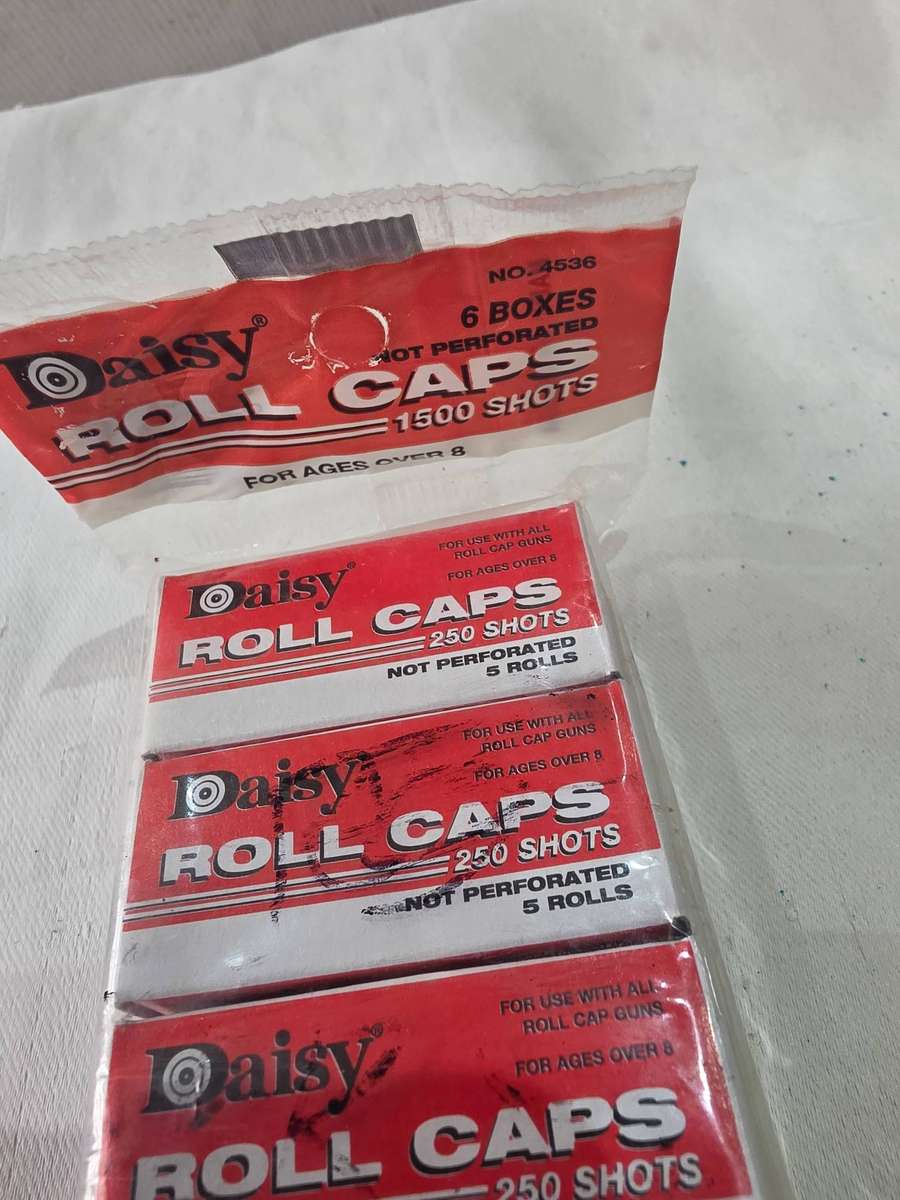 NO. 4536
6 BOXES
Daisy®
NOT PERFORATED
ROLL CAPS
1500 SHOTS
FOR AGES OVER 8
FOR USE WITH ALL
ROLL CAP GUNS
FOR AGES OVER 8
Daisy®
ROLL CAPS
250 SHOTS
NOT PERFORATED
5 ROLLS
FOR USE WITH ALL
ROLL CAP GUNS
FOR AGES OVER 8
Daisy
ROLL CAPS
250 SHOTS
NOT PERFORATED
5 ROLLS
FOR USE WITH ALL
ROLL CAP GUNS
FOR AGES OVER 8
Daisy®
ROLL CAPS
250 SHOTS